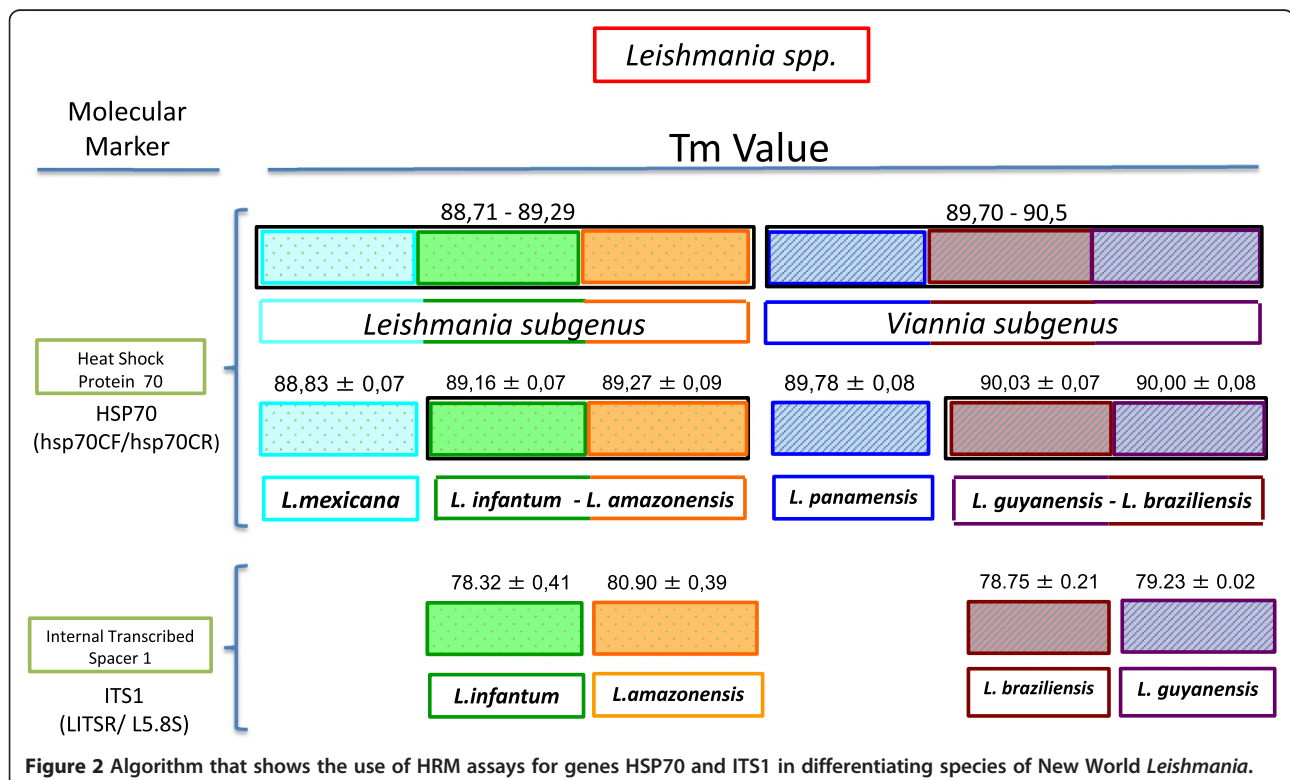 Leishmania spp.
Molecular
Marker
Tm Value
88,71 - 89,29
89,70 - 90,5
Leishmania subgenus
Viannia subgenus
Heat Shock
Protein 70
HSP70
(hsp70CF/hsp70CR)
88,83 ± 0,07
89,16 ± 0,07
89,27 ± 0,09
89,78 ± 0,08
90,03 ± 0,07
90,00 ± 0,08
L.mexicana
L. infantum - L. amazonensis
L. panamensis
L. guyanensis - L. braziliensis
78.32 ± 0,41
80.90 ± 0,39
78.75 ± 0.21
79.23 ± 0.02
Internal Transcribed
Spacer 1
ITS1
(LITSR/ L5.8S)
L.infantum
L.amazonensis
L. braziliensis
L. guyanensis
Figure 2 Algorithm that shows the use of HRM assays for genes HSP70 and ITS1 in differentiating species of New World Leishmania.